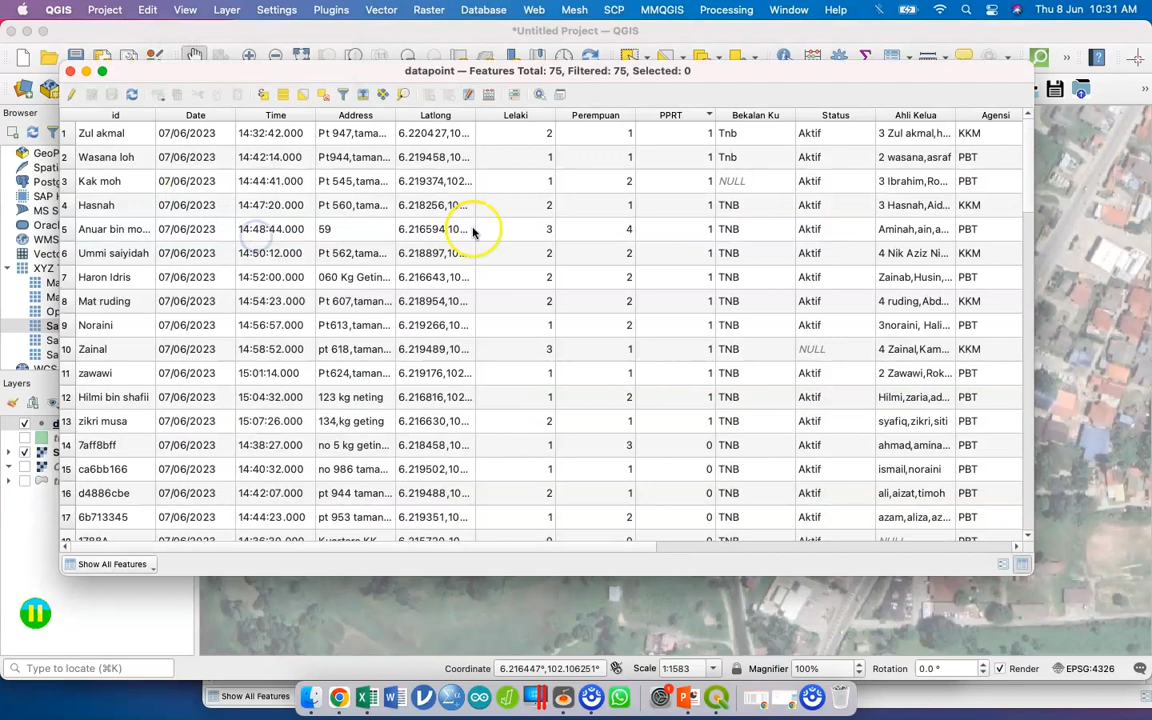 QGIS Project Edit View Layer Settings Plugins Vector Raster Database Web Mesh SCP MMQGIS Processing Window Help Thu 8 Jun 10:31 AM
*Untitled Project — QGIS
datapoint — Features Total: 75, Filtered: 75, Selected: 0
Browser
GeoP
Spati
Postg
SAP H
MS S
Orac
WMS
Vecto
XYZ
Ma
Ma
Op
Sa
Sa
Sa
Layers
id Date Time Address Latlong Lelaki Perempuan PPRT Bekalan Ku Status Ahli Kelua Agensi
1 Zul akmal 07/06/2023 14:32:42.000 Pt 947,tama... 6.220427,10... 2 1 1 Tnb Aktif 3 Zul akmal,h... KKM
2 Wasana loh 07/06/2023 14:42:14.000 Pt944,taman... 6.219458,10... 1 1 1 Tnb Aktif 2 wasana,asraf PBT
3 Kak moh 07/06/2023 14:44:41.000 Pt 545,tama... 6.219374,102... 1 2 1 NULL Aktif 3 Ibrahim,Ro... PBT
4 Hasnah 07/06/2023 14:47:20.000 Pt 560,tama... 6.218256,10... 2 1 1 TNB Aktif 3 Hasnah,Aid... KKM
5 Anuar bin mo... 07/06/2023 14:48:44.000 59 6.216594,10... 3 4 1 TNB Aktif Aminah,ain,a... PBT
6 Ummi saiyidah 07/06/2023 14:50:12.000 Pt 562,tama... 6.218897,10... 2 2 1 TNB Aktif 4 Nik Aziz Ni... KKM
7 Haron Idris 07/06/2023 14:52:00.000 060 Kg Getin... 6.216643,10... 2 2 1 TNB Aktif Zainab,Husin,... PBT
8 Mat ruding 07/06/2023 14:54:23.000 Pt 607,taman... 6.218954,10... 2 2 1 TNB Aktif 4 ruding,Abd... KKM
9 Noraini 07/06/2023 14:56:57.000 Pt613,taman... 6.219266,10... 1 2 1 TNB Aktif 3noraini, Hali... PBT
10 Zainal 07/06/2023 14:58:52.000 pt 618,taman... 6.219489,10... 3 1 1 TNB NULL 4 Zainal,Kam... KKM
11 zawawi 07/06/2023 15:01:14.000 Pt624,taman... 6.219176,102... 1 1 1 TNB Aktif 2 Zawawi,Rok... PBT
12 Hilmi bin shafii 07/06/2023 15:04:32.000 123 kg neting 6.216816,102... 1 2 1 TNB Aktif Hilmi,zaria,ad... PBT
13 zikri musa 07/06/2023 15:07:26.000 134,kg geting 6.216630,102... 2 1 1 TNB Aktif syafiq,zikri,siti PBT
14 7aff8bff 07/06/2023 14:38:27.000 no 5 kg getin... 6.218458,102... 1 3 0 TNB Aktif ahmad,amina... PBT
15 ca6bb166 07/06/2023 14:40:32.000 no 986 tama... 6.219502,10... 1 1 0 TNB Aktif ismail,noraini PBT
16 d4886cbe 07/06/2023 14:42:07.000 pt 944 taman... 6.219488,10... 2 1 0 TNB Aktif ali,aizat,timoh PBT
17 6b713345 07/06/2023 14:44:23.000 pt 953 taman... 6.219351,10... 1 2 0 TNB Aktif azam,aliza,az... PBT
Show All Features
Type to locate (⌘K) Coordinate 6.216447°,102.106251° Scale 1:1583 Magnifier 100% Rotation 0.0 ° Render EPSG:4326
Show All Features